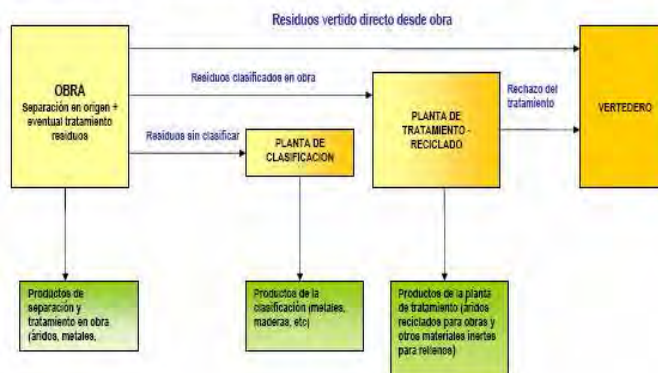 Residuos vertido directo desde obra
OBRA
Separación en origen +
eventual tratamiento
residuos
Residuos clasificados en obra
Residuos sin clasificar
PLANTA DE
CLASIFICACION
PLANTA DE
TRATAMIENTO -
RECICLADO
Rechazo del
tratamiento
VERTEDERO
Productos de
separación y
tratamiento en obra
(áridos, metales,
Productos de la
clasificación (metales,
maderas, etc)
Productos de la planta
de tratamiento (áridos
reciclados para obras y
otros materiales inertes
para rellenos)